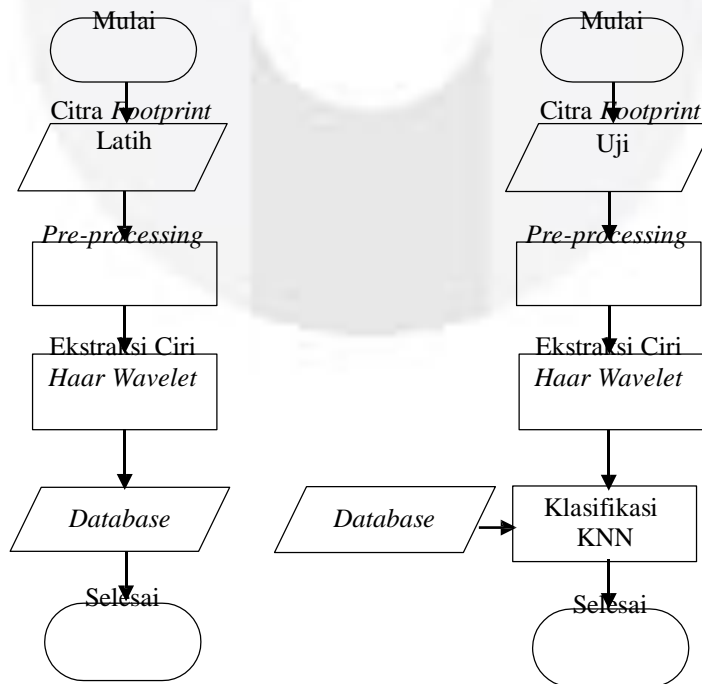 Mulai
Citra Footprint
Latih
Pre-processing
Ekstraksi Ciri
Haar Wavelet
Database
Selesai
Mulai
Citra Footprint
Uji
Pre-processing
Ekstraksi Ciri
Haar Wavelet
Database
Klasifikasi
KNN
Selesai